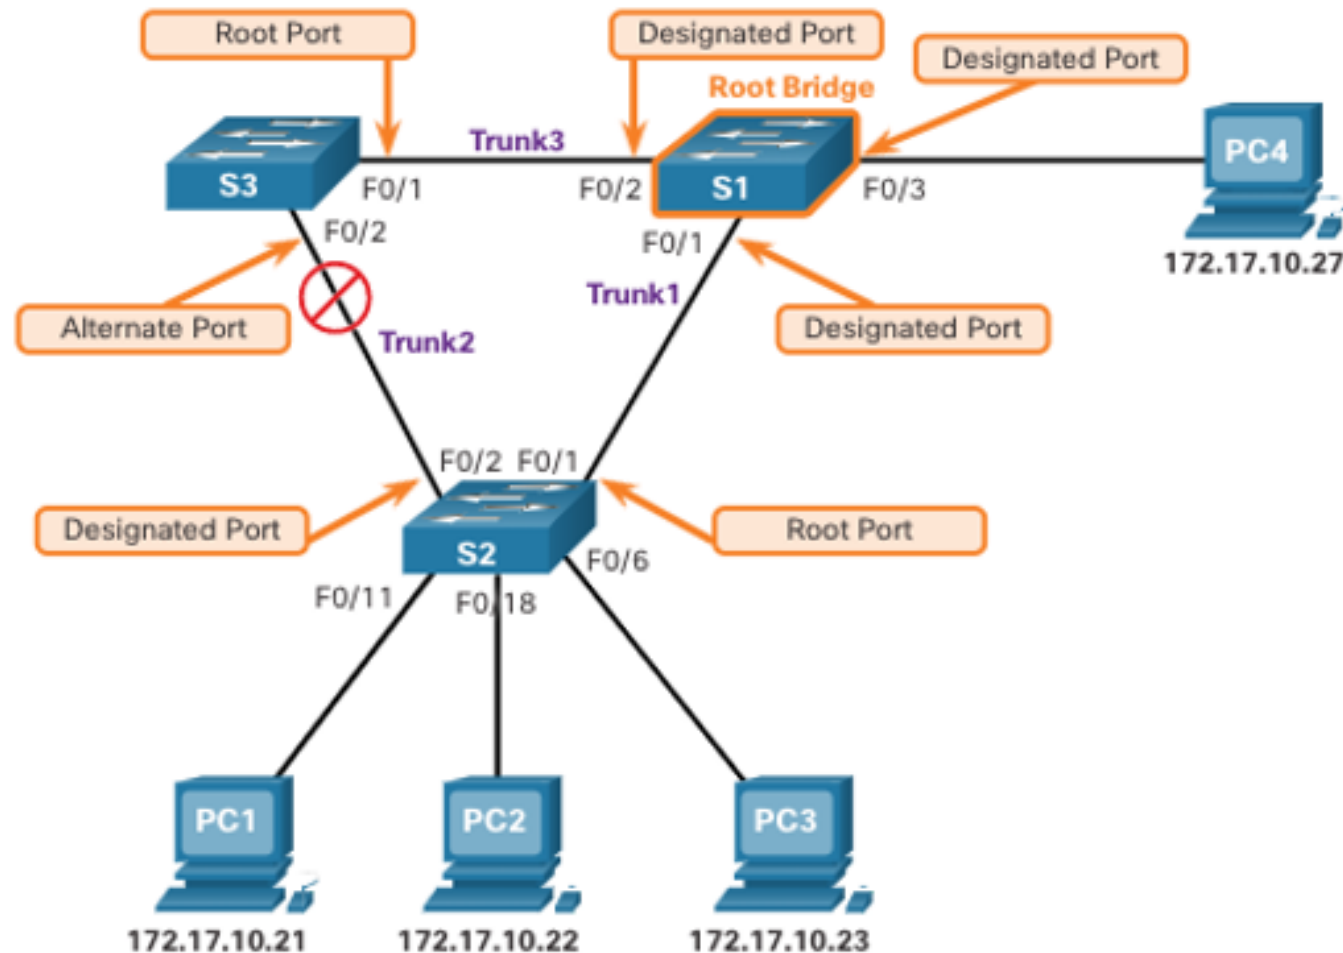 Root Port
Designated Port
Designated Port
Root Bridge
Trunk3
S3
S1
PC4
F0/1
F0/2
F0/3
F0/2
F0/1
172.17.10.27
Trunk1
Alternate Port
Trunk2
Designated Port
F0/2
F0/1
Designated Port
Root Port
S2
F0/6
F0/11
F0/18
PC1
PC2
PC3
172.17.10.21
172.17.10.22
172.17.10.23